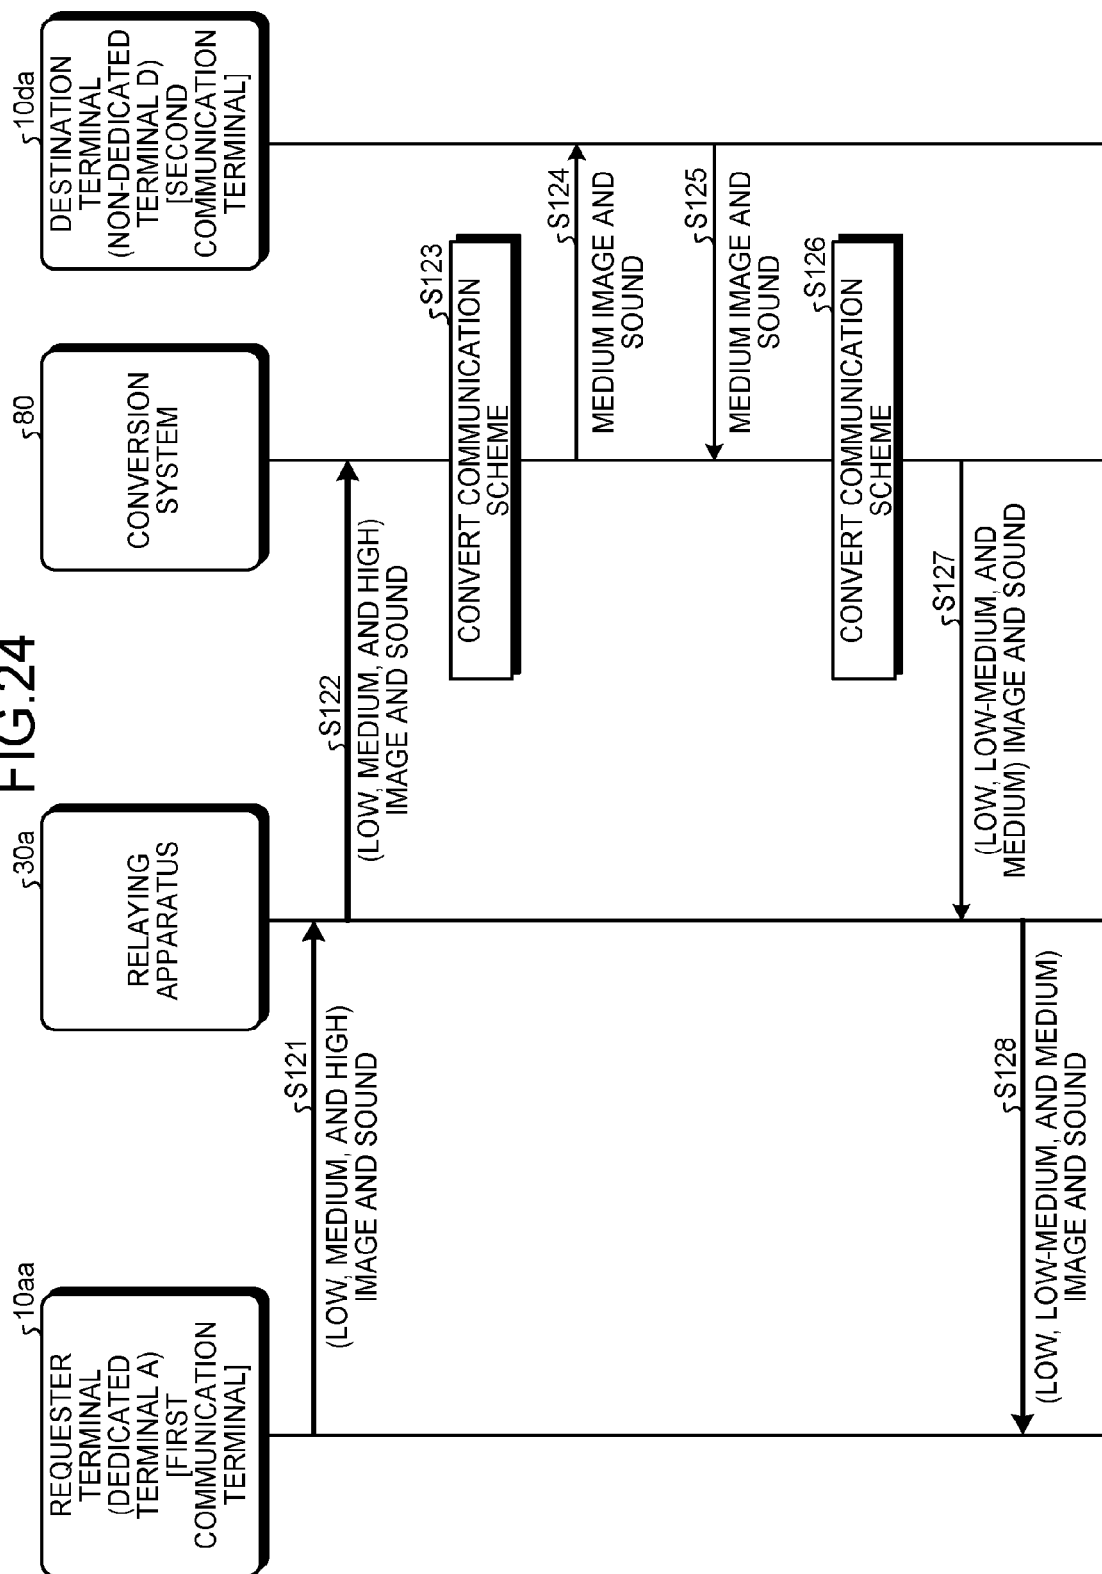 FIG.24
10aa
REQUESTER
TERMINAL
(DEDICATED
TERMINAL A)
[FIRST
COMMUNICATION
TERMINAL]
30a
RELAYING
APPARATUS
80
CONVERSION
SYSTEM
10da
DESTINATION
TERMINAL
(NON-DEDICATED
TERMINAL D)
[SECOND
COMMUNICATION
TERMINAL]
S121
(LOW, MEDIUM, AND HIGH)
IMAGE AND SOUND
S122
(LOW, MEDIUM, AND HIGH)
IMAGE AND SOUND
S123
CONVERT COMMUNICATION
SCHEME
S124
MEDIUM IMAGE AND
SOUND
S125
MEDIUM IMAGE AND
SOUND
S126
CONVERT COMMUNICATION
SCHEME
S127
(LOW, LOW-MEDIUM, AND
MEDIUM) IMAGE AND SOUND
S128
(LOW, LOW-MEDIUM, AND MEDIUM)
IMAGE AND SOUND